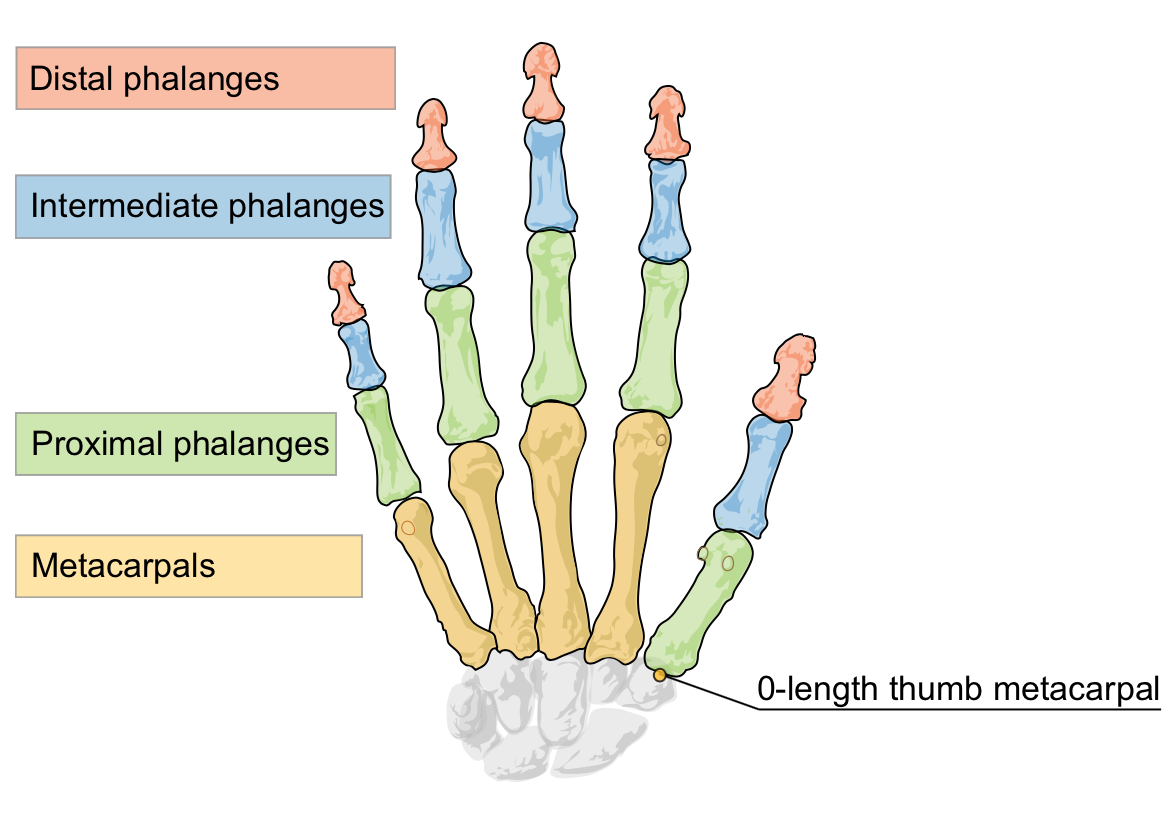 Distal phalanges
Intermediate phalanges
Proximal phalanges
Metacarpals
0-length thumb metacarpal